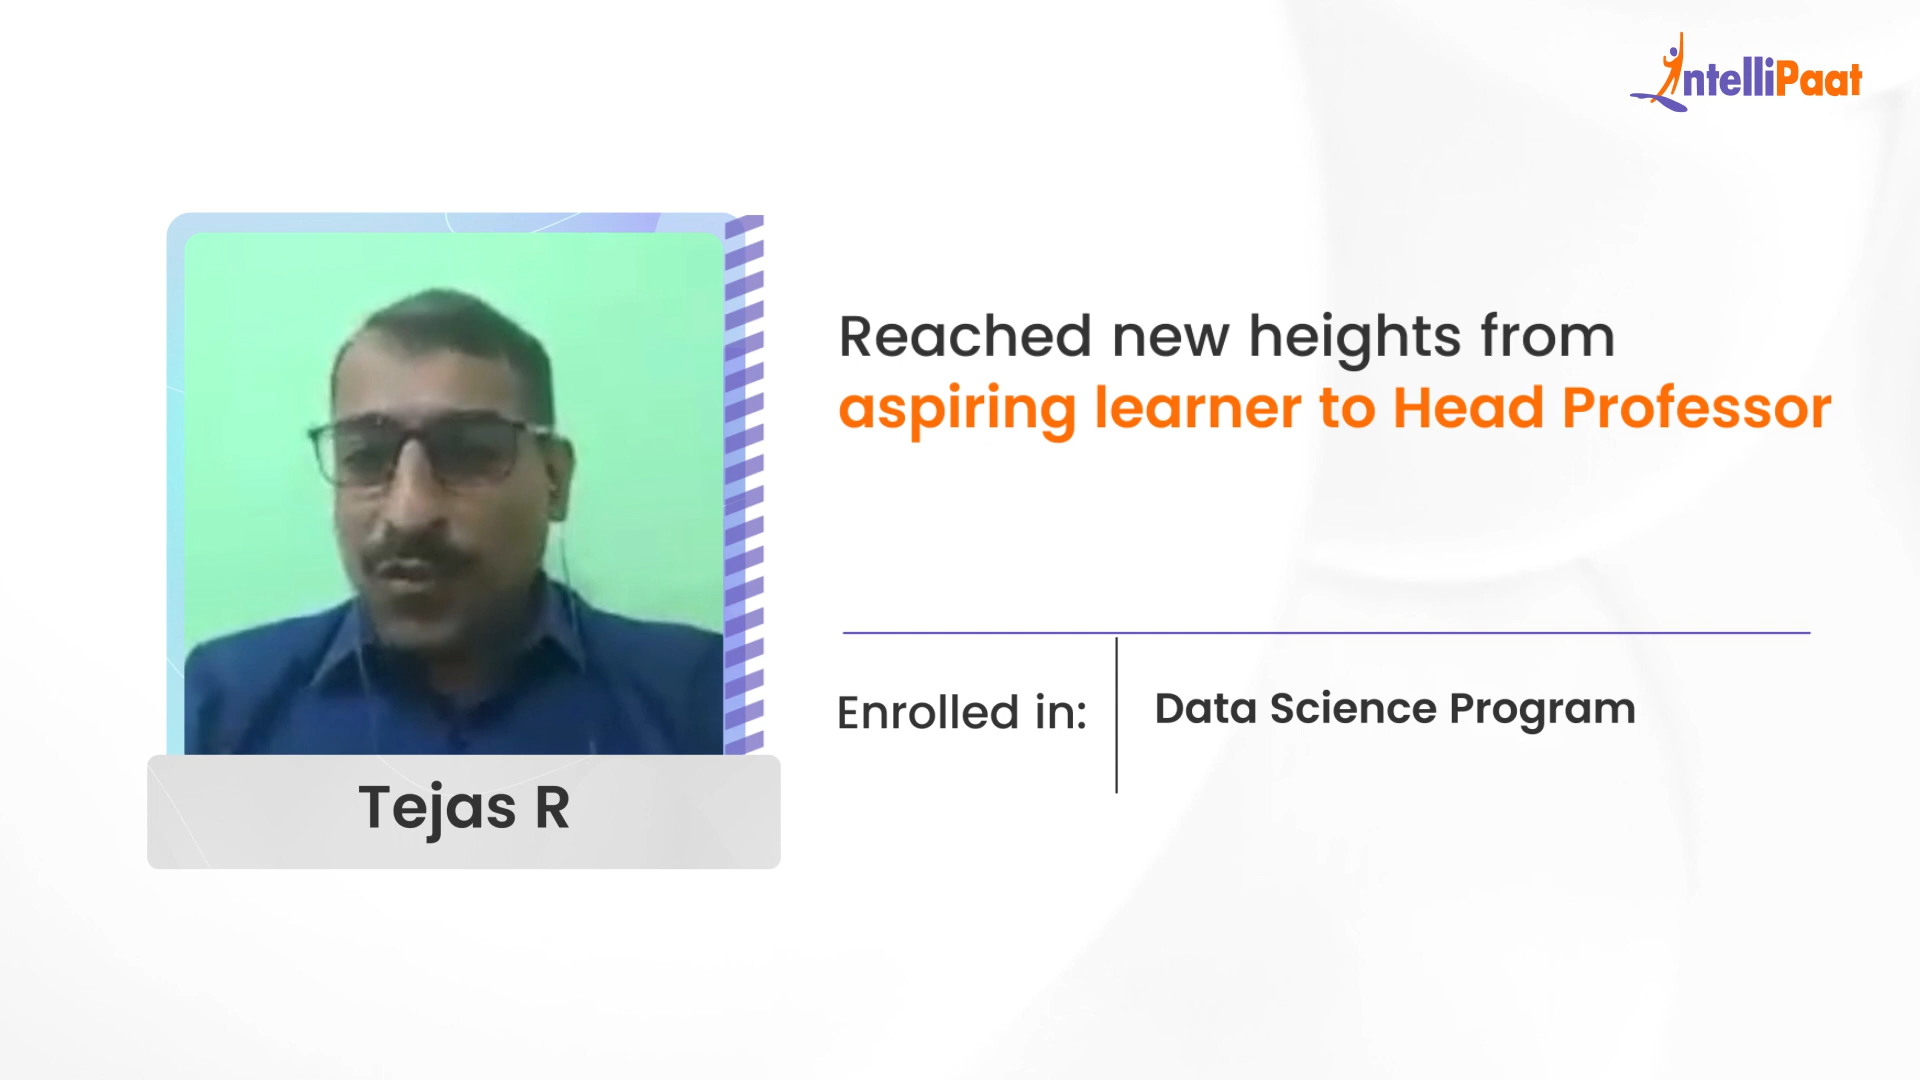 IntelliPaat
Reached new heights from
aspiring learner to Head Professor
Enrolled in:
Data Science Program
Tejas R